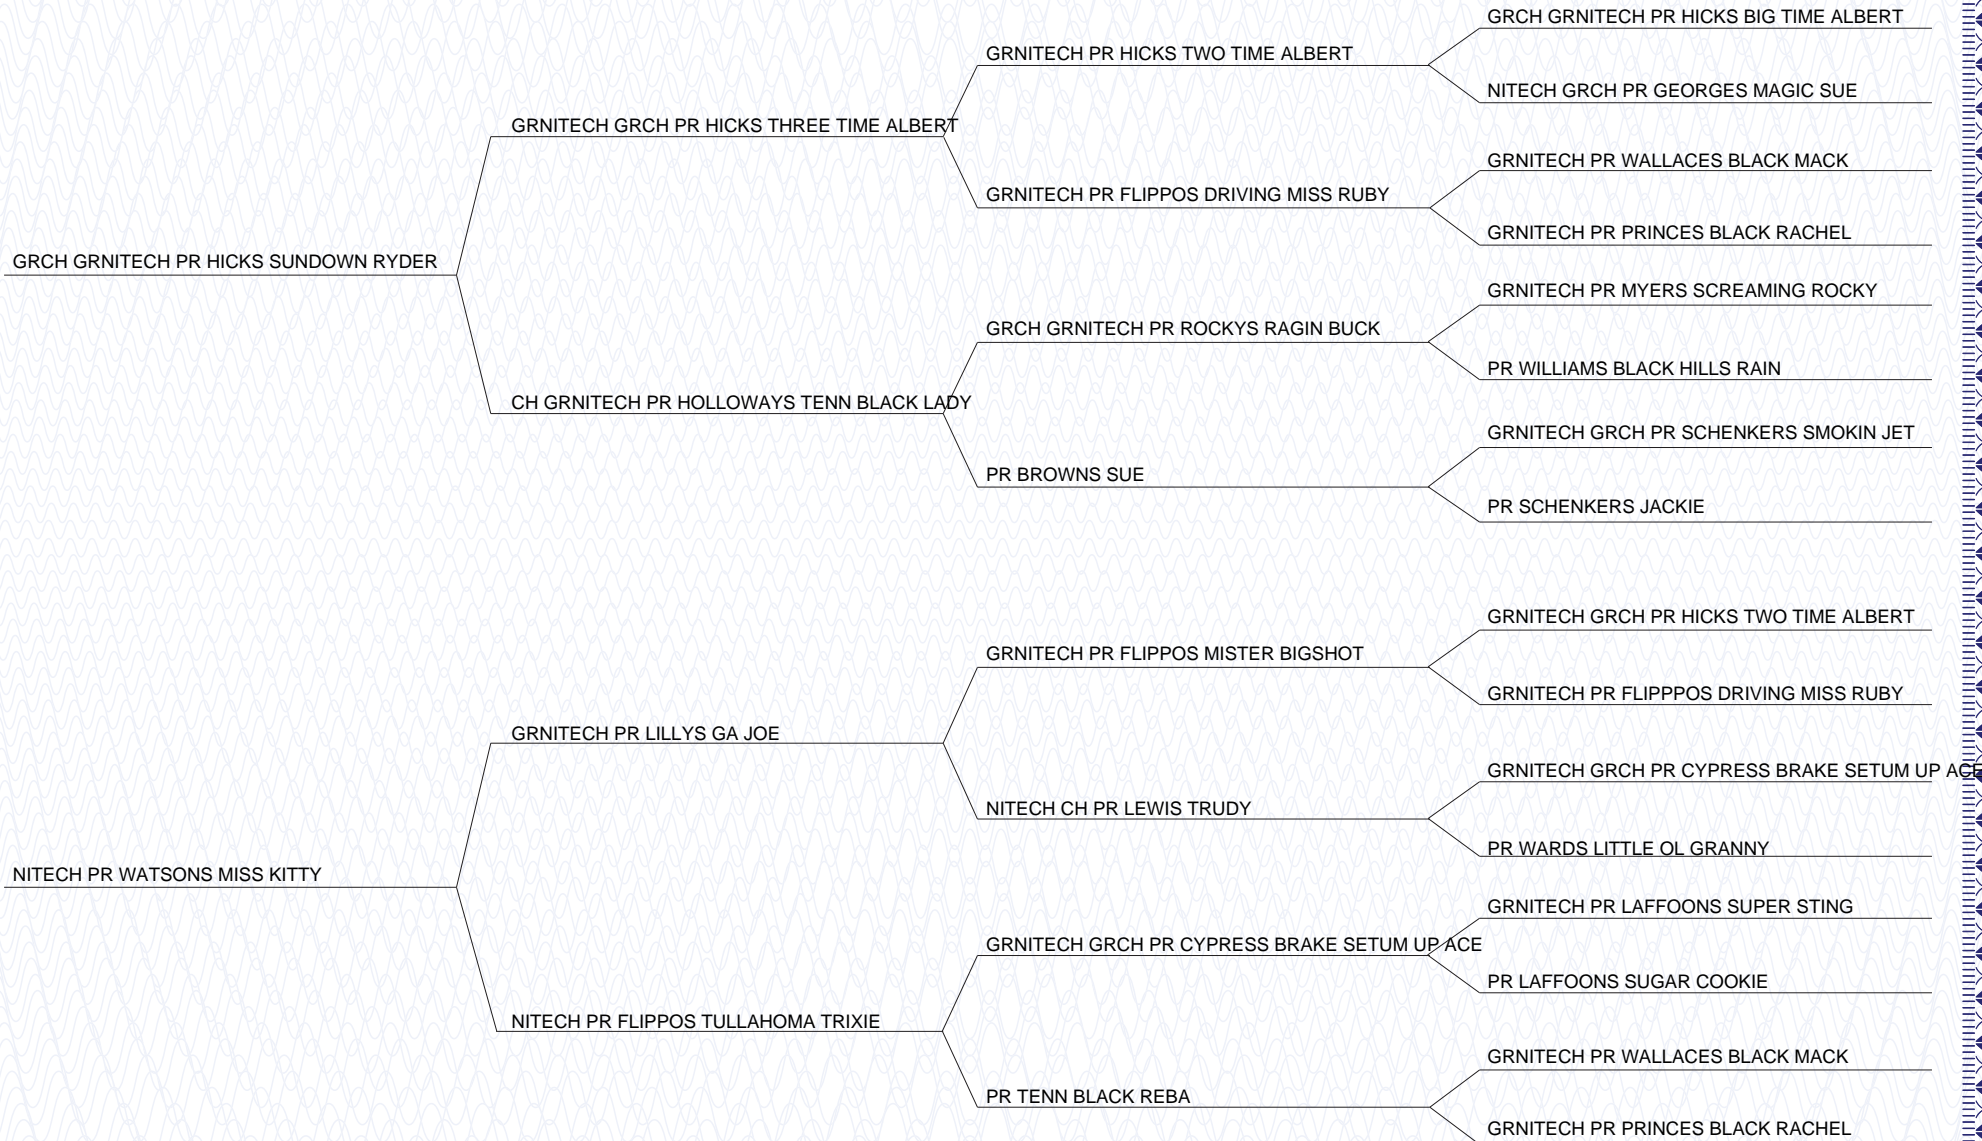 GRCH GRNITECH PR HICKS BIG TIME ALBERT
GRNITECH PR HICKS TWO TIME ALBERT
NITECH GRCH PR GEORGES MAGIC SUE
GRNITECH GRCH PR HICKS THREE TIME ALBERT
GRNITECH PR WALLACES BLACK MACK
GRNITECH PR FLIPPOS DRIVING MISS RUBY
GRNITECH PR PRINCES BLACK RACHEL
GRCH GRNITECH PR HICKS SUNDOWN RYDER
GRNITECH PR MYERS SCREAMING ROCKY
GRCH GRNITECH PR ROCKYS RAGIN BUCK
PR WILLIAMS BLACK HILLS RAIN
CH GRNITECH PR HOLLOWAYS TENN BLACK LADY
GRNITECH GRCH PR SCHENKERS SMOKIN JET
PR BROWNS SUE
PR SCHENKERS JACKIE
GRNITECH GRCH PR HICKS TWO TIME ALBERT
GRNITECH PR FLIPPOS MISTER BIGSHOT
GRNITECH PR FLIPPPOS DRIVING MISS RUBY
GRNITECH PR LILLYS GA JOE
GRNITECH GRCH PR CYPRESS BRAKE SETUM UP ACE
NITECH CH PR LEWIS TRUDY
PR WARDS LITTLE OL GRANNY
NITECH PR WATSONS MISS KITTY
GRNITECH PR LAFFOONS SUPER STING
GRNITECH GRCH PR CYPRESS BRAKE SETUM UP ACE
PR LAFFOONS SUGAR COOKIE
NITECH PR FLIPPOS TULLAHOMA TRIXIE
GRNITECH PR WALLACES BLACK MACK
PR TENN BLACK REBA
GRNITECH PR PRINCES BLACK RACHEL